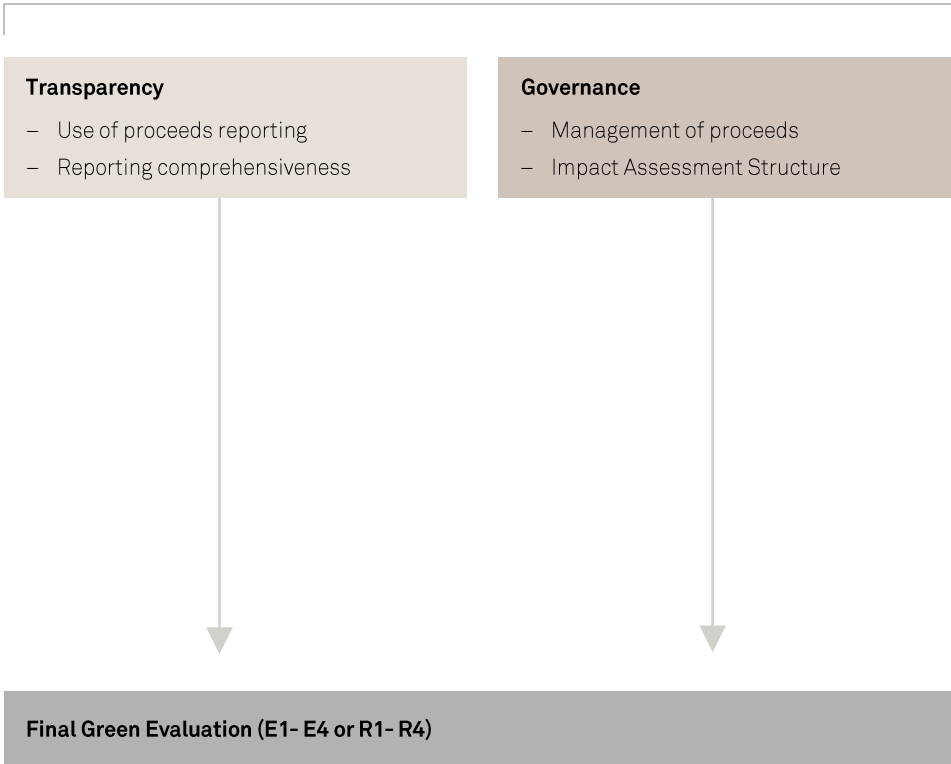 Transparency
– Use of proceeds reporting
– Reporting comprehensiveness
Governance
– Management of proceeds
– Impact Assessment Structure
Final Green Evaluation (E1- E4 or R1- R4)